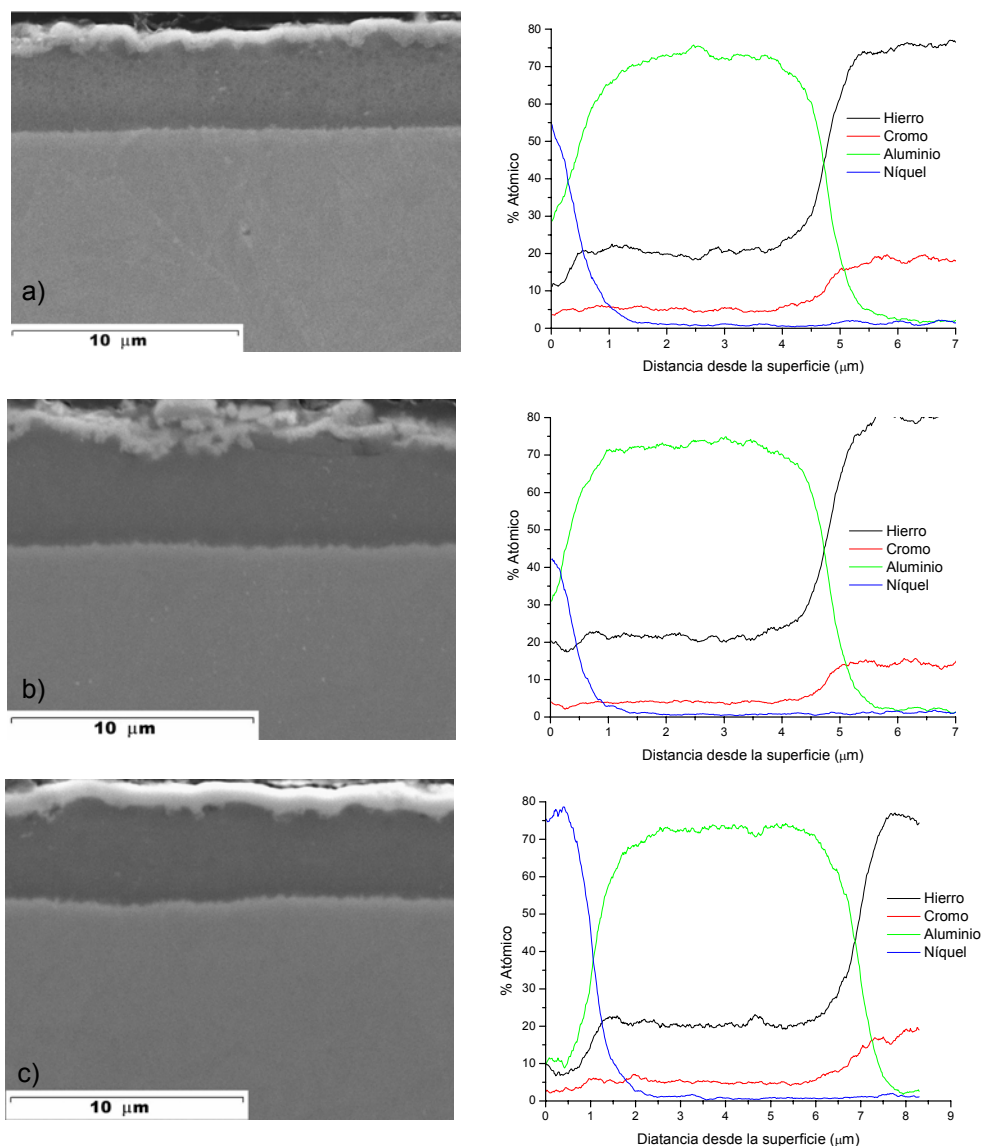 a)
10 μm
80
70
60
50
40
30
20
10
0
% Atómico
Hierro
Cromo
Aluminio
Níquel
0 1 2 3 4 5 6 7
Distancia desde la superficie (μm)
b)
10 μm
80
70
60
50
40
30
20
10
0
% Atómico
Hierro
Cromo
Aluminio
Níquel
0 1 2 3 4 5 6 7
Distancia desde la superficie (μm)
c)
10 μm
80
70
60
50
40
30
20
10
0
% Atómico
Hierro
Cromo
Aluminio
Níquel
0 1 2 3 4 5 6 7 8 9
Diatancia desde la superficie (μm)